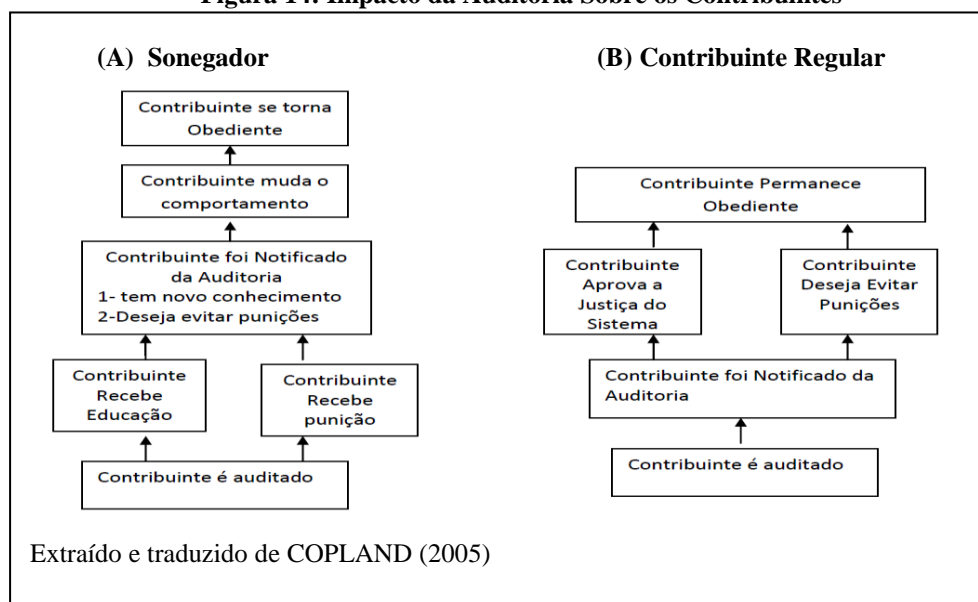 Figura 14: Impacto da Auditoria Sobre os Contribuintes
(A) Sonegador
Contribuinte se torna
Obediente
Contribuinte muda o
comportamento
Contribuinte foi Notificado
da Auditoria
1- tem novo conhecimento
2-Deseja evitar punições
Contribuinte
Recebe
Educação
Contribuinte
Recebe
punição
Contribuinte é auditado
(B) Contribuinte Regular
Contribuinte Permanece
Obediente
Contribuinte
Aprova a
Justiça do
Sistema
Contribuinte
Deseja Evitar
Punições
Contribuinte foi Notificado da
Auditoria
Contribuinte é auditado
Extraído e traduzido de COPLAND (2005)